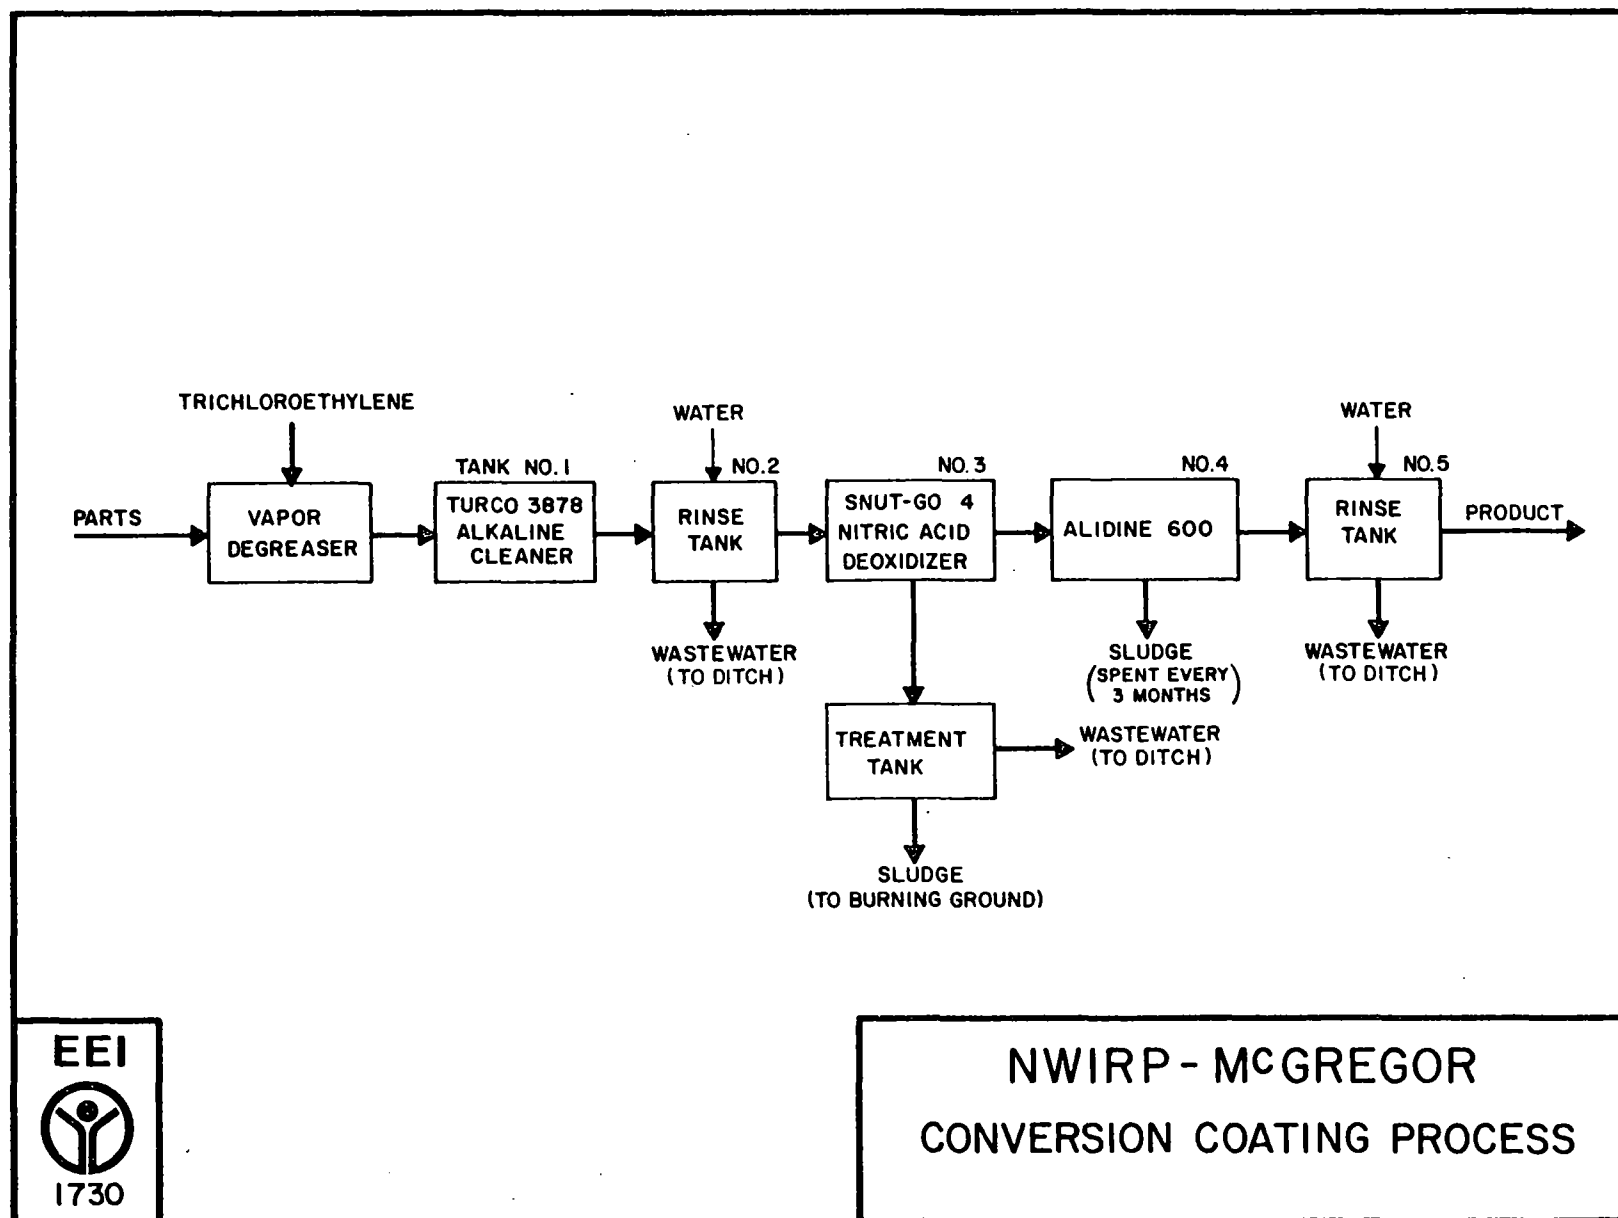 TRICHLOROETHYLENE
WATER
WATER
TANK NO. 1
NO. 2
NO. 3
NO. 4
NO. 5
PARTS
VAPOR
DEGREASER
TURCO 3878
ALKALINE
CLEANER
RINSE
TANK
SNUT-GO 4
NITRIC ACID
DEOXIDIZER
ALIDINE 600
RINSE
TANK
PRODUCT
WASTEWATER
(TO DITCH)
SLUDGE
(SPENT EVERY
3 MONTHS)
WASTEWATER
(TO DITCH)
TREATMENT
TANK
WASTEWATER
(TO DITCH)
SLUDGE
(TO BURNING GROUND)
EEI
1730
NWIRP - McGREGOR
CONVERSION COATING PROCESS